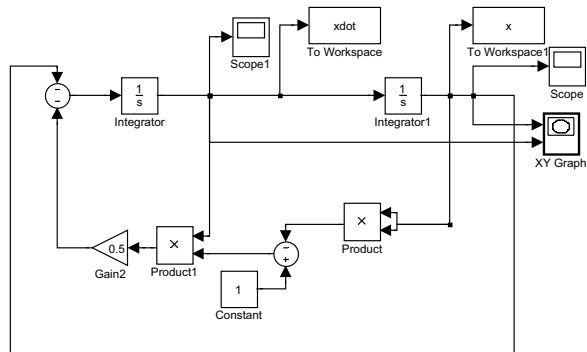 xdot
To Workspace
x
To Workspace1
Scope1
Scope
−
−
1
s
Integrator
1
s
Integrator1
XY Graph
×
Product
×
Product1
−
+
0.5
Gain2
1
Constant